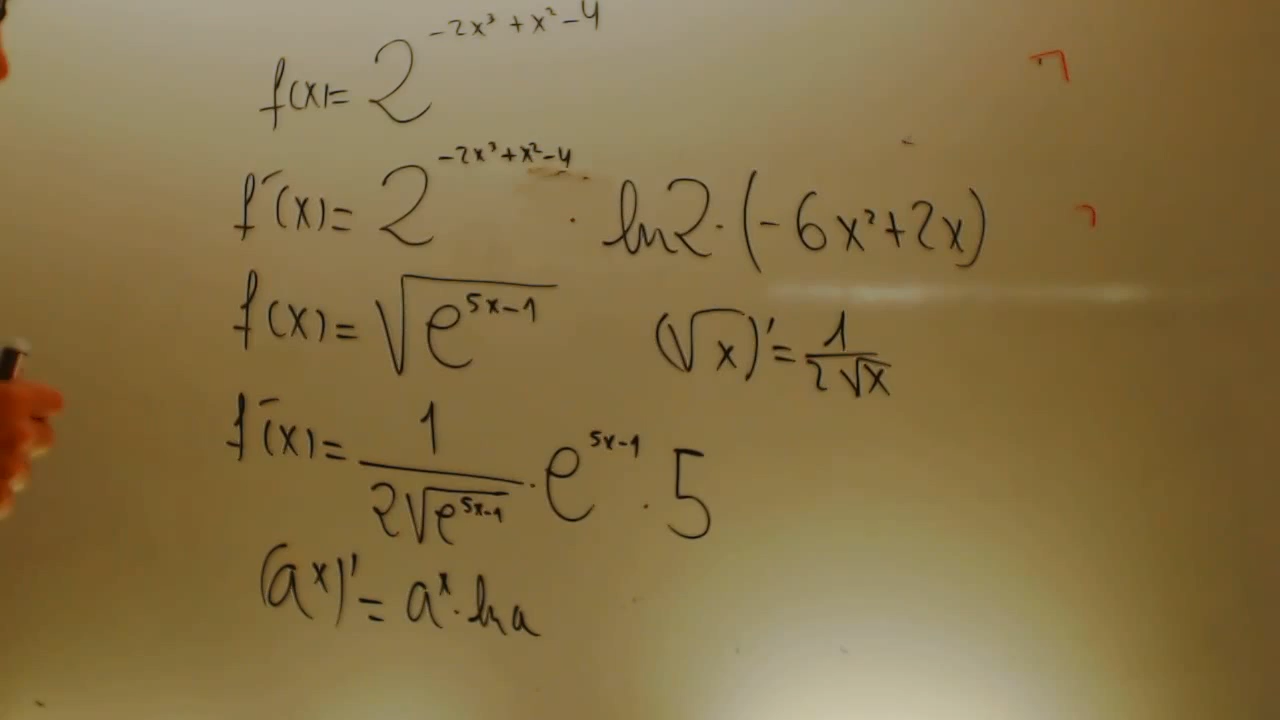 f(x)= 2^{-2x³+x²-4}
f'(x)= 2^{-2x³+x²-4} · ln2·(-6x²+2x)
f(x)= √(e^{5x-1}) (√x)'= 1/(2√x)
f'(x)= 1/(2√(e^{5x-1})) · e^{5x-1} · 5
(a^x)'= a^x · ln a